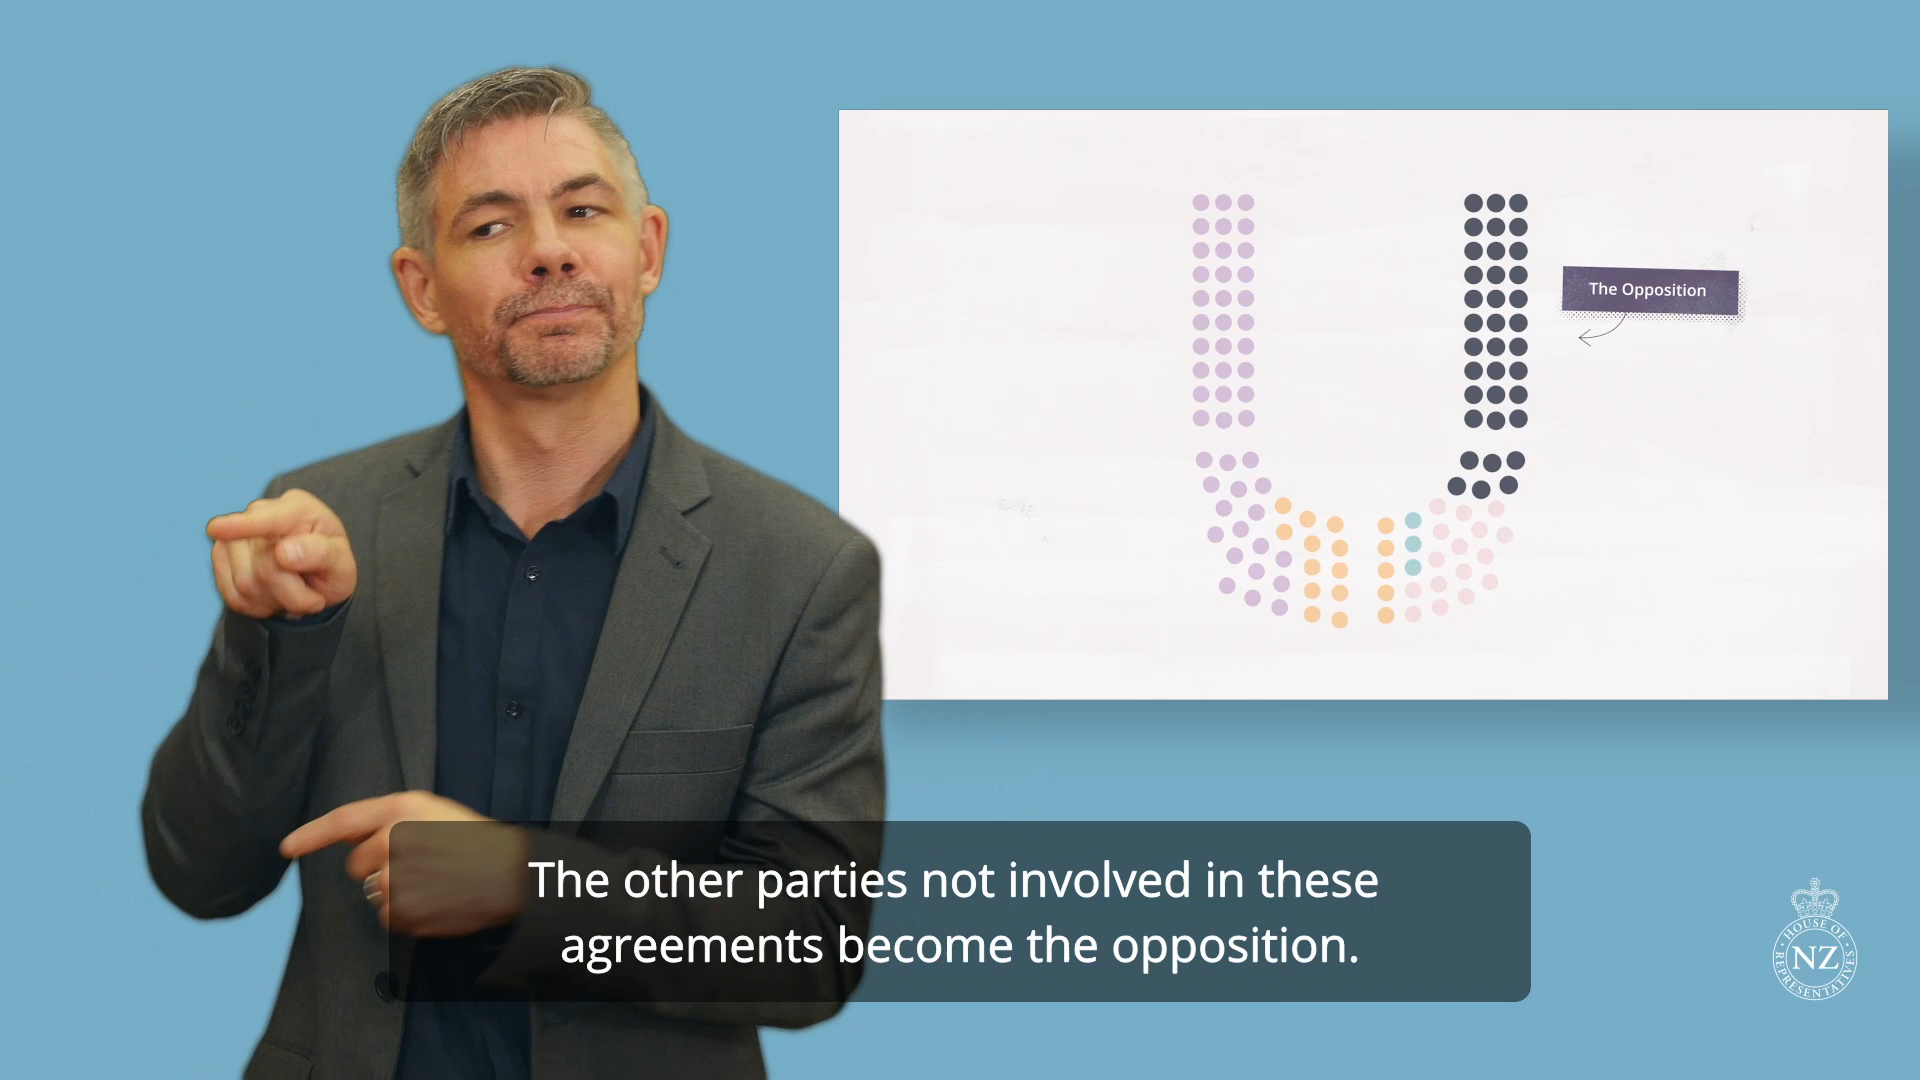 The Opposition
The other parties not involved in these
agreements become the opposition.
HOUSE OF
NZ
REPRESENTATIVES